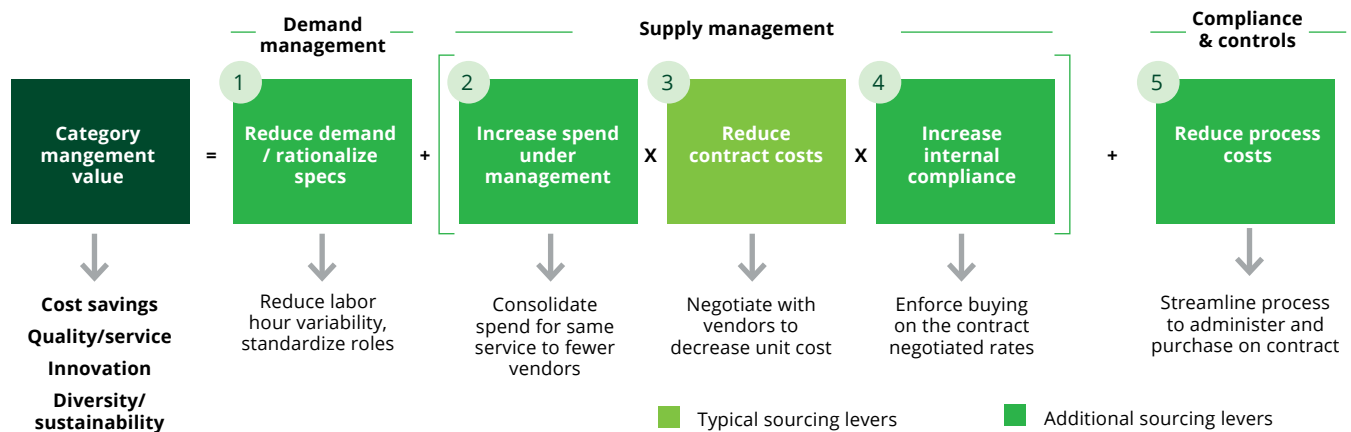 Demand
management
Supply management
Compliance
& controls
1
2
3
4
5
Category
mangement
value
=
Reduce demand
/ rationalize
specs
+
Increase spend
under
management
X
Reduce
contract costs
X
Increase
internal
compliance
+
Reduce process
costs
Cost savings
Quality/service
Innovation
Diversity/
sustainability
Reduce labor
hour variability,
standardize roles
Consolidate
spend for same
service to fewer
vendors
Negotiate with
vendors to
decrease unit cost
Enforce buying
on the contract
negotiated rates
Streamline process
to administer and
purchase on contract
Typical sourcing levers
Additional sourcing levers